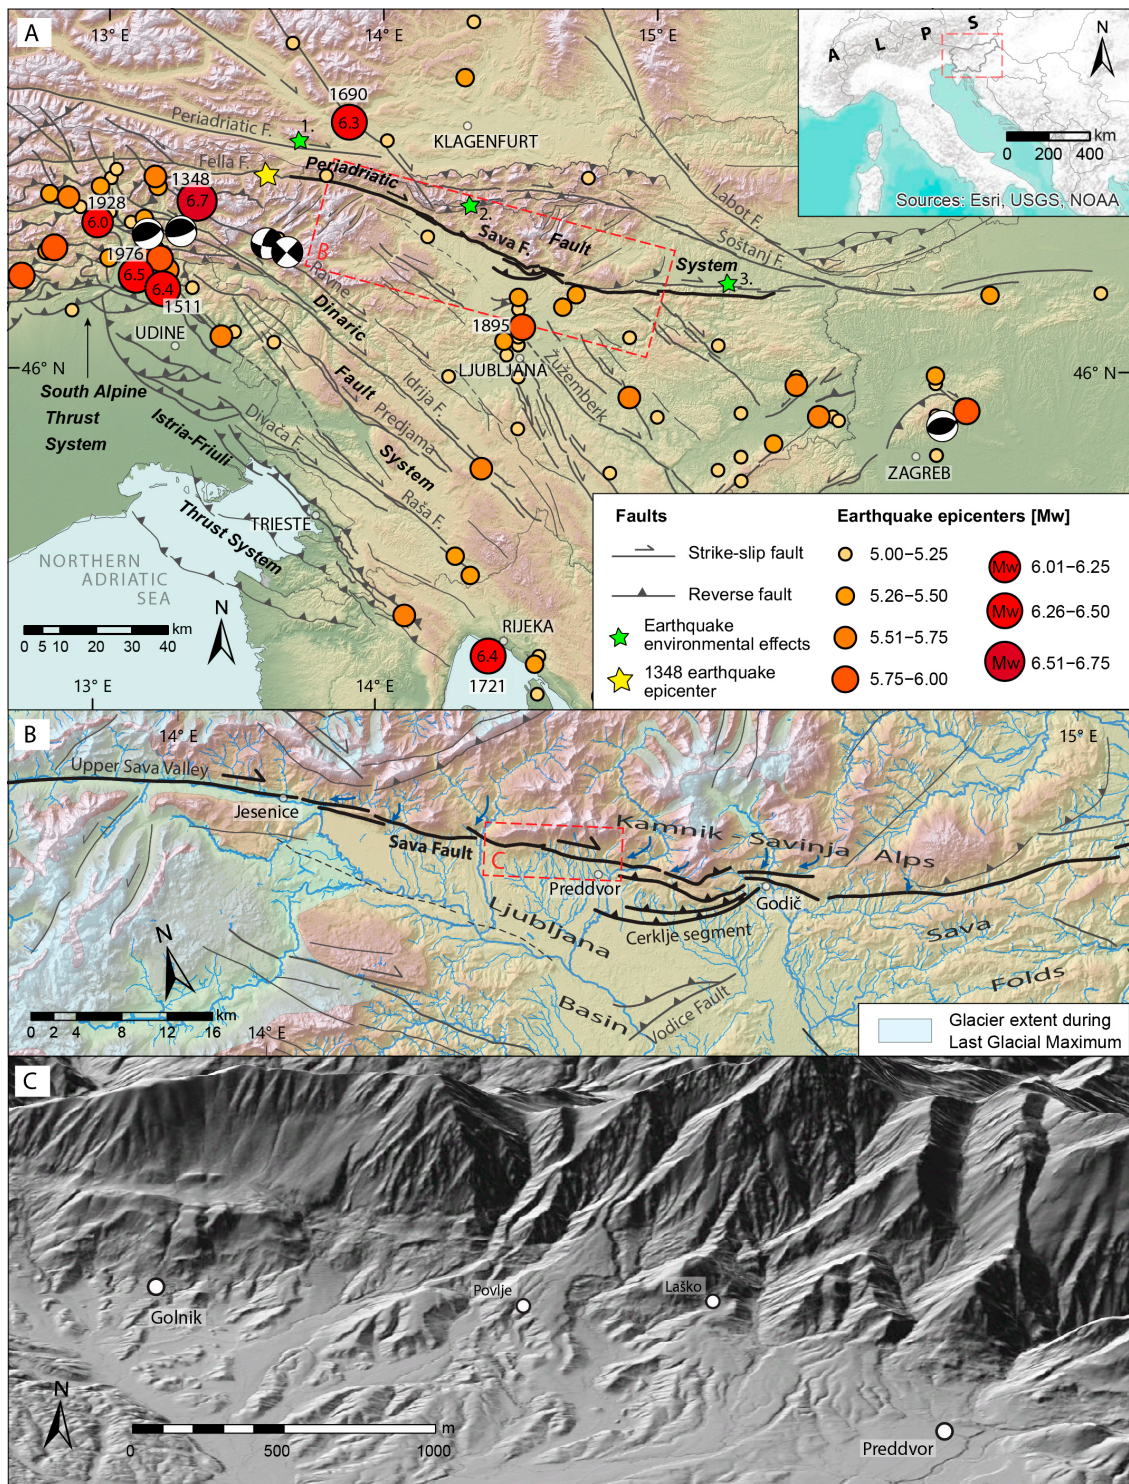 A
13° E
14° E
15° E
A L P S
N
km
0 200 400
Sources: Esri, USGS, NOAA
1690
6.3
Periadriatic F.
1.
KLAGENFURT
Fella F.
Periadriatic
1348
6.7
1928
6.0
2.
Labot F.
Sava F.
Fault
Šoštanj F.
System
3.
B
1976
6.5
6.4
1511
Ravne
Dinaric
UDINE
1895
LJUBLJANA
46° N
46° N
Žužemberk
South Alpine
Thrust
System
Fault
Idrija F.
Istria-Friuli
Divača F.
Predjama
System
ZAGREB
Raša F.
Thrust System
TRIESTE
NORTHERN
ADRIATIC
SEA
N
km
0 5 10 20 30 40
RIJEKA
6.4
1721
13° E
14° E
Faults
Strike-slip fault
Reverse fault
Earthquake
environmental effects
1348 earthquake
epicenter
Earthquake epicenters [Mw]
5.00–5.25
5.26–5.50
5.51–5.75
5.75–6.00
Mw 6.01–6.25
Mw 6.26–6.50
Mw 6.51–6.75
B
14° E
15° E
Upper Sava Valley
Jesenice
Sava Fault
Kamnik - Savinja Alps
C
Preddvor
Godič
Ljubljana
Cerklje segment
Sava
Folds
Basin
Vodice Fault
N
km
0 2 4 8 12 16
14° E
Glacier extent during
Last Glacial Maximum
C
Golnik
Povlje
Laško
N
m
0 500 1000
Preddvor